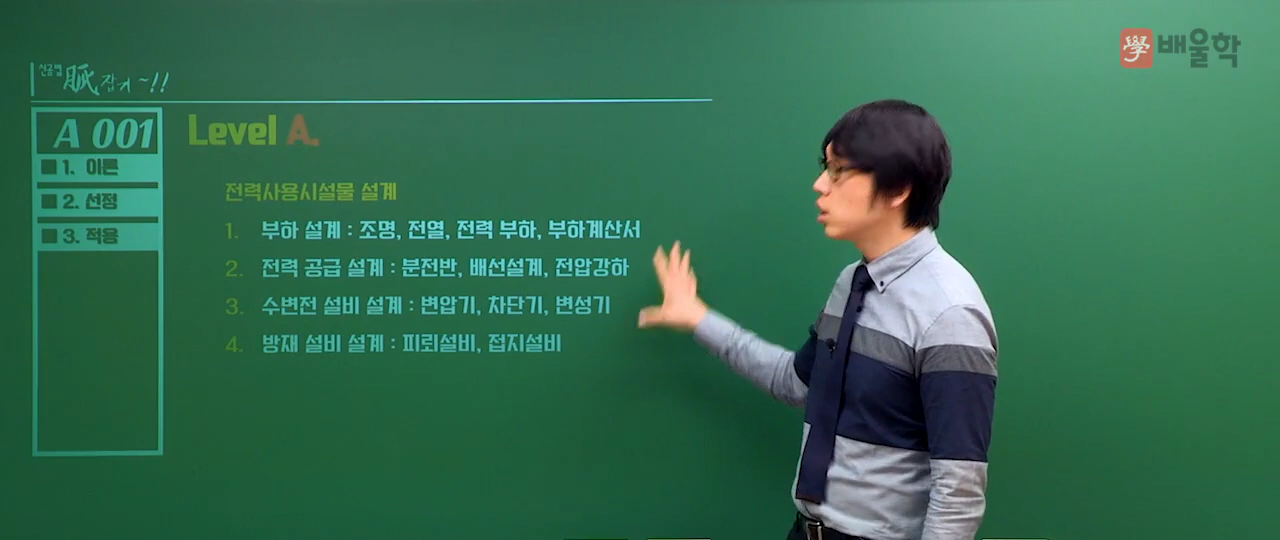 學 배울학
신공법 脈 잡기 ~!!
A 001
1. 이론
2. 선정
3. 적용
Level A.
전력사용시설물 설계
1. 부하 설계 : 조명, 전열, 전력 부하, 부하계산서
2. 전력 공급 설계 : 분전반, 배선설계, 전압강하
3. 수변전 설비 설계 : 변압기, 차단기, 변성기
4. 방재 설비 설계 : 피뢰설비, 접지설비